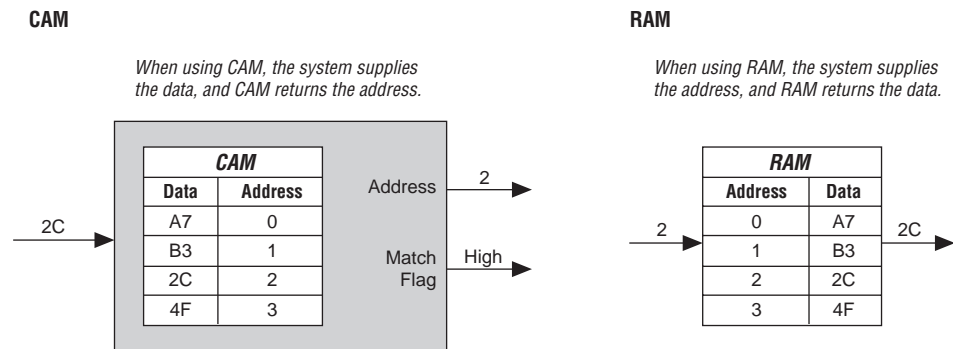 CAM
When using CAM, the system supplies
the data, and CAM returns the address.
2C
CAM
Data Address
A7 0
B3 1
2C 2
4F 3
Address
2
Match
Flag
High
RAM
When using RAM, the system supplies
the address, and RAM returns the data.
2
RAM
Address Data
0 A7
1 B3
2 2C
3 4F
2C